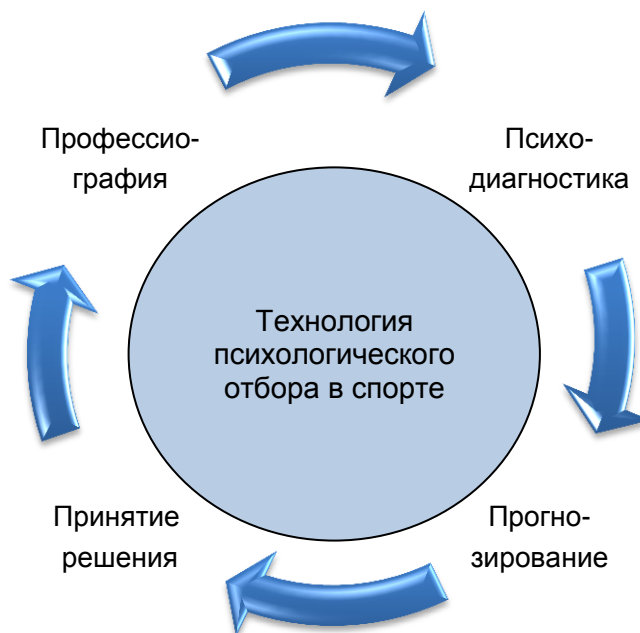 Профессио-
графия
Психо-
диагностика
Технология
психологического
отбора в спорте
Принятие
решения
Прогно-
зирование